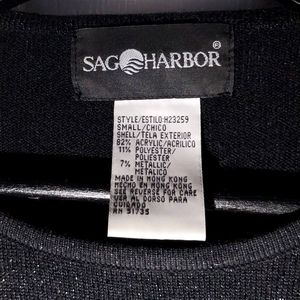 SAG HARBOR®
STYLE/ESTILO:H23259
SMALL/CHICO
SHELL/TELA EXTERIOR
82% ACRYLIC/ACRILICO
11% POLYESTER/
POLIESTER
7% METALLIC/
METALICO
MADE IN HONG KONG
HECHO EN HONG KONG
SEE REVERSE FOR CARE
VER AL DORSO PARA
CUIDADO
RN 51735